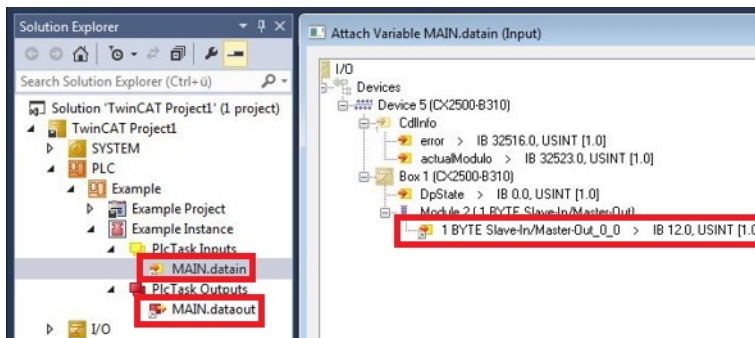 Solution Explorer
Search Solution Explorer (Ctrl+ü)
Solution 'TwinCAT Project1' (1 project)
TwinCAT Project1
SYSTEM
PLC
Example
Example Project
Example Instance
PlcTask Inputs
MAIN.datain
PlcTask Outputs
MAIN.dataout
I/O
Attach Variable MAIN.datain (Input)
I/O
Devices
Device 5 (CX2500-B310)
CdlInfo
error > IB 32516.0, USINT [1.0]
actualModulo > IB 32523.0, USINT [1.0]
Box 1 (CX2500-B310)
DpState > IB 0.0, USINT [1.0]
Module 2 ( 1 BYTE Slave-In/Master-Out)
1 BYTE Slave-In/Master-Out_0_0 > IB 12.0, USINT [1.0